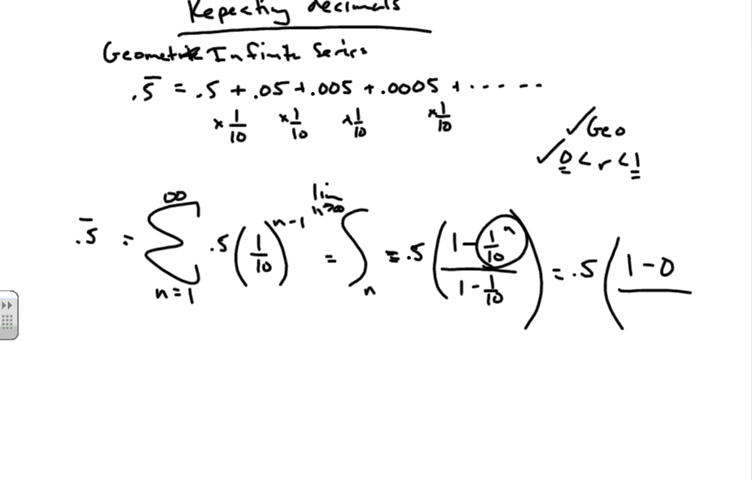 Repeating decimals
Geometric Infinite Series
.5̅ = .5 + .05 + .005 + .0005 + ......
×1/10 ×1/10 ×1/10 ×1/10
✓Geo
✓0 < r < 1
.5̅ = ∑_{n=1}^{∞} .5(1/10)^{n-1} = lim_{n→∞} S_n = .5((1 - 1/10^n)/(1 - 1/10)) = .5(1 - 0